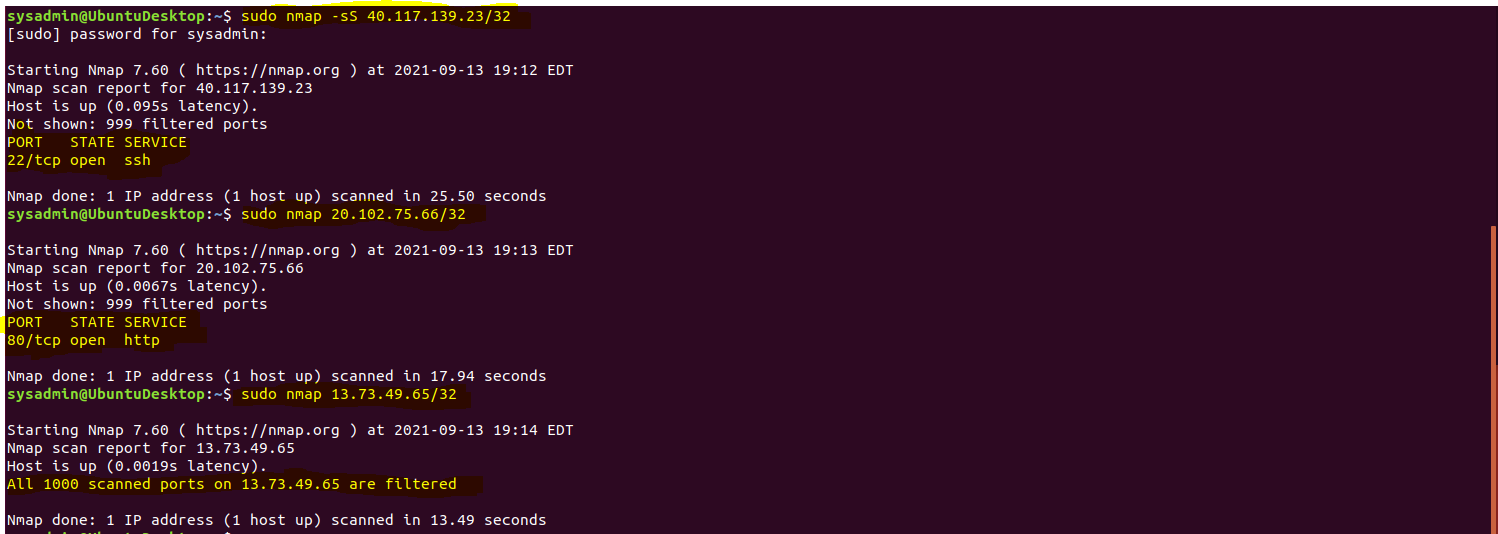 sysadmin@UbuntuDesktop:~$ sudo nmap -sS 40.117.139.23/32
[sudo] password for sysadmin:
Starting Nmap 7.60 ( https://nmap.org ) at 2021-09-13 19:12 EDT
Nmap scan report for 40.117.139.23
Host is up (0.095s latency).
Not shown: 999 filtered ports
PORT   STATE SERVICE
22/tcp open  ssh
Nmap done: 1 IP address (1 host up) scanned in 25.50 seconds
sysadmin@UbuntuDesktop:~$ sudo nmap 20.102.75.66/32
Starting Nmap 7.60 ( https://nmap.org ) at 2021-09-13 19:13 EDT
Nmap scan report for 20.102.75.66
Host is up (0.0067s latency).
Not shown: 999 filtered ports
PORT   STATE SERVICE
80/tcp open  http
Nmap done: 1 IP address (1 host up) scanned in 17.94 seconds
sysadmin@UbuntuDesktop:~$ sudo nmap 13.73.49.65/32
Starting Nmap 7.60 ( https://nmap.org ) at 2021-09-13 19:14 EDT
Nmap scan report for 13.73.49.65
Host is up (0.0019s latency).
All 1000 scanned ports on 13.73.49.65 are filtered
Nmap done: 1 IP address (1 host up) scanned in 13.49 seconds